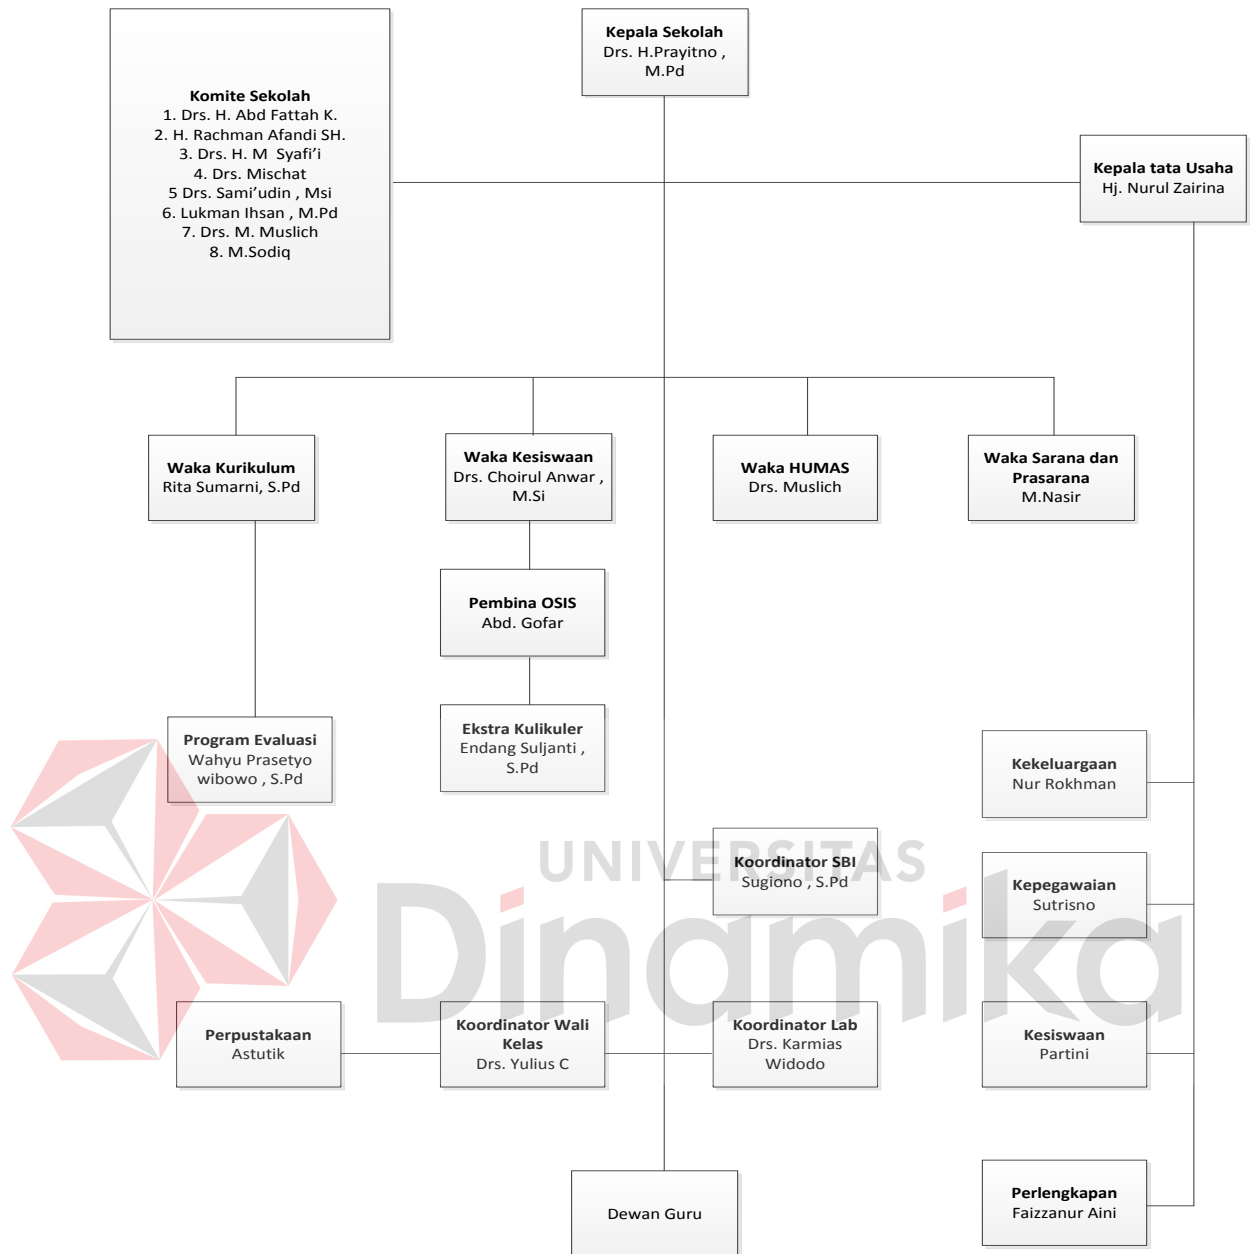 Kepala Sekolah
Drs. H.Prayitno ,
M.Pd
Komite Sekolah
1. Drs. H. Abd Fattah K.
2. H. Rachman Afandi SH.
3. Drs. H. M  Syafi’i
4. Drs. Mischat
5 Drs. Sami’udin , Msi
6. Lukman Ihsan , M.Pd
7. Drs. M. Muslich
8. M.Sodiq
Kepala tata Usaha
Hj. Nurul Zairina
Waka Kurikulum
Rita Sumarni, S.Pd
Waka Kesiswaan
Drs. Choirul Anwar ,
M.Si
Waka HUMAS
Drs. Muslich
Waka Sarana dan
Prasarana
M.Nasir
Pembina OSIS
Abd. Gofar
Program Evaluasi
Wahyu Prasetyo
wibowo , S.Pd
Ekstra Kulikuler
Endang Suljanti ,
S.Pd
Kekeluargaan
Nur Rokhman
Koordinator SBI
Sugiono , S.Pd
Kepegawaian
Sutrisno
UNIVERSITAS
Dinamika
Perpustakaan
Astutik
Koordinator Wali
Kelas
Drs. Yulius C
Koordinator Lab
Drs. Karmias
Widodo
Kesiswaan
Partini
Dewan Guru
Perlengkapan
Faizzanur Aini